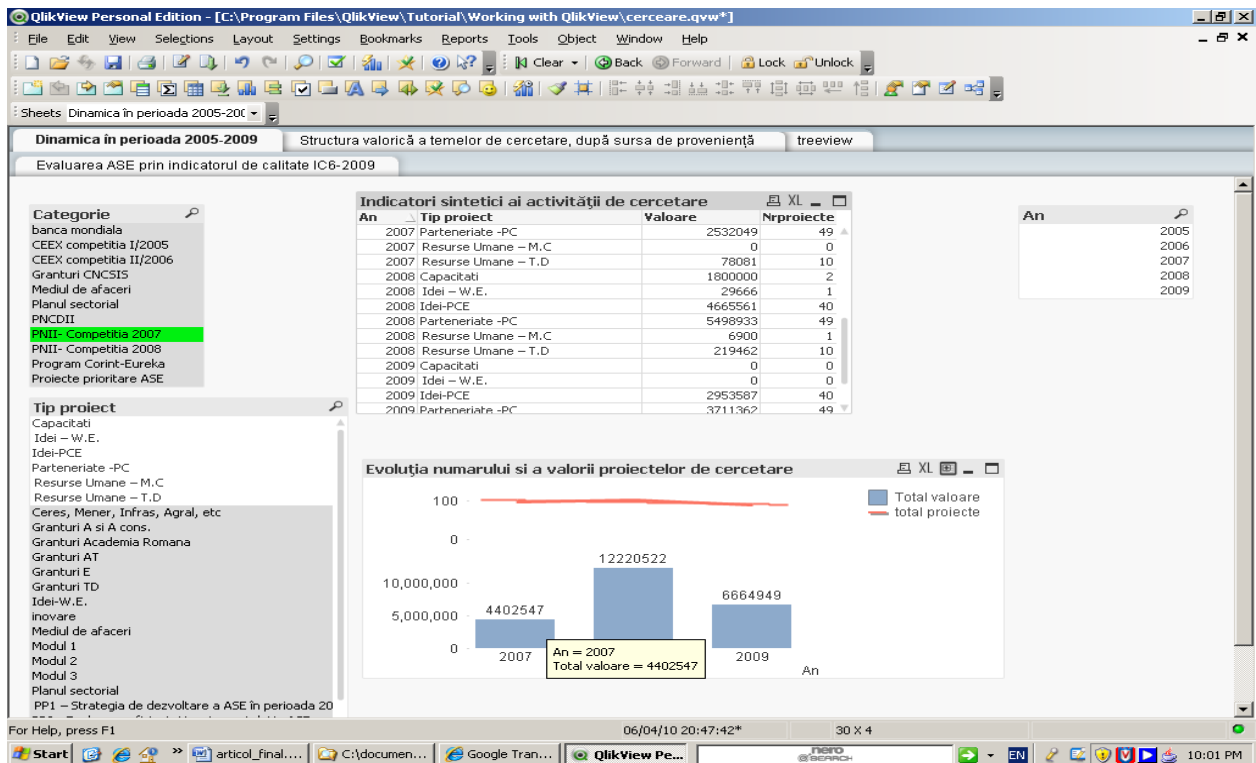 QlikView Personal Edition - [C:\Program Files\QlikView\Tutorial\Working with QlikView\cerceare.qvw*]
File Edit View Selections Layout Settings Bookmarks Reports Tools Object Window Help
Clear Back Forward Lock Unlock
Sheets Dinamica în perioada 2005-200
Dinamica în perioada 2005-2009 Structura valorică a temelor de cercetare, după sursa de proveniență treeview
Evaluarea ASE prin indicatorul de calitate IC6-2009
Categorie
banca mondiala
CEEX competitia I/2005
CEEX competitia II/2006
Granturi CNCSIS
Mediul de afaceri
Planul sectorial
PNCDII
PNII- Competitia 2007
PNII- Competitia 2008
Program Corint-Eureka
Proiecte prioritare ASE
Tip proiect
Capacitati
Idei – W.E.
Idei-PCE
Parteneriate -PC
Resurse Umane – M.C
Resurse Umane – T.D
Ceres, Mener, Infras, Agral, etc
Granturi A si A cons.
Granturi Academia Romana
Granturi AT
Granturi E
Granturi TD
Idei-W.E.
inovare
Mediul de afaceri
Modul 1
Modul 2
Modul 3
Planul sectorial
PP1 – Strategia de dezvoltare a ASE în perioada 20
Indicatori sintetici ai activității de cercetare XL
An Tip proiect Valoare Nrproiecte
2007 Parteneriate -PC 2532049 49
2007 Resurse Umane – M.C 0 0
2007 Resurse Umane – T.D 78081 10
2008 Capacitati 1800000 2
2008 Idei – W.E. 29666 1
2008 Idei-PCE 4665561 40
2008 Parteneriate -PC 5498933 49
2008 Resurse Umane – M.C 6900 1
2008 Resurse Umane – T.D 219462 10
2009 Capacitati 0 0
2009 Idei – W.E. 0 0
2009 Idei-PCE 2953587 40
2009 Parteneriate -PC 3711362 49
An
2005
2006
2007
2008
2009
Evoluția numarului si a valorii proiectelor de cercetare XL
Total valoare
total proiecte
100
0
12220522
10,000,000
6664949
4402547
5,000,000
0
2007 2009
An
An = 2007
Total valoare = 4402547
For Help, press F1 06/04/10 20:47:42* 30 X 4
Start articol_final.... C:\documen... Google Tran... QlikView Pe... nero SEARCH EN 10:01 PM